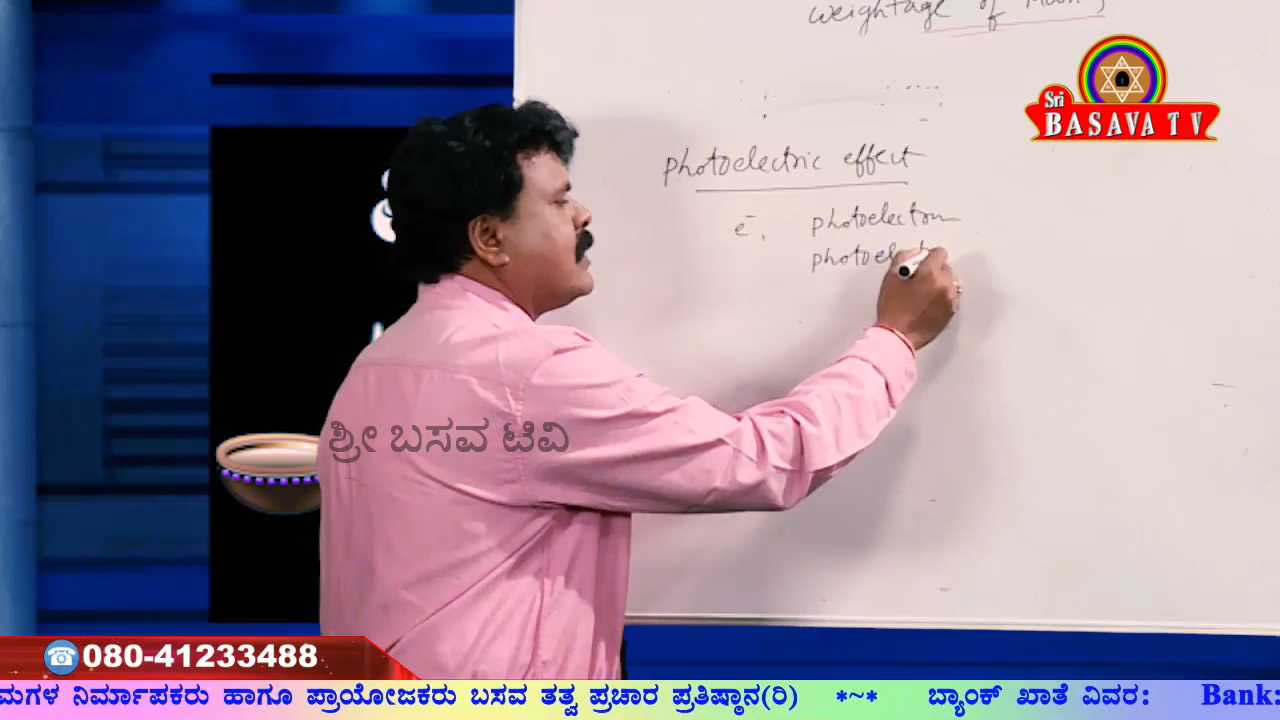 weightage of
Sri
BASAVA TV
photoelectric effect
e⁻, photoelectron
ಶ್ರೀ ಬಸವ ಟಿವಿ
080-41233488
ಮಗಳ ನಿರ್ಮಾಪಕರು ಹಾಗೂ ಪ್ರಾಯೋಜಕರು ಬಸವ ತತ್ವ ಪ್ರಚಾರ ಪ್ರತಿಷ್ಠಾನ(ರಿ) *~* ಬ್ಯಾಂಕ್ ಖಾತೆ ವಿವರ: Bank: